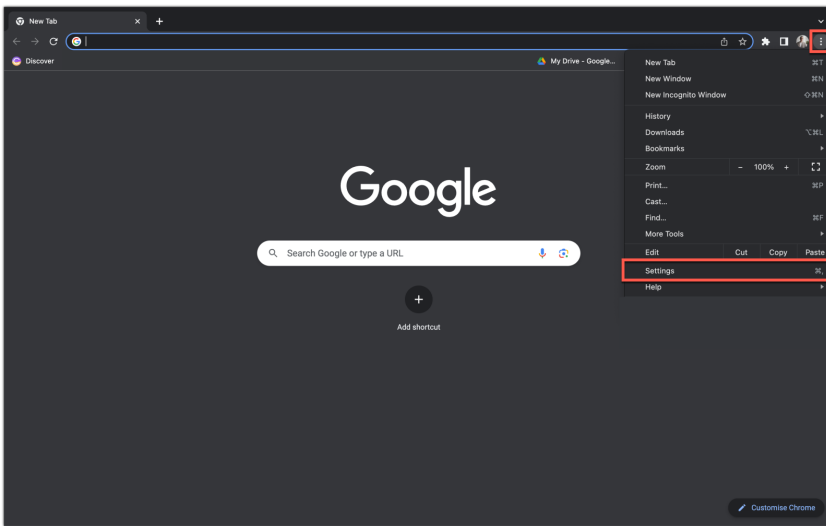 New Tab
Discover
My Drive - Google...
New Tab ⌘T
New Window ⌘N
New Incognito Window ⇧⌘N
History
Downloads ⌥⌘L
Bookmarks
Zoom − 100% +
Print... ⌘P
Cast...
Find... ⌘F
More Tools
Edit Cut Copy Paste
Settings ⌘,
Help
Google
Search Google or type a URL
Add shortcut
Customise Chrome